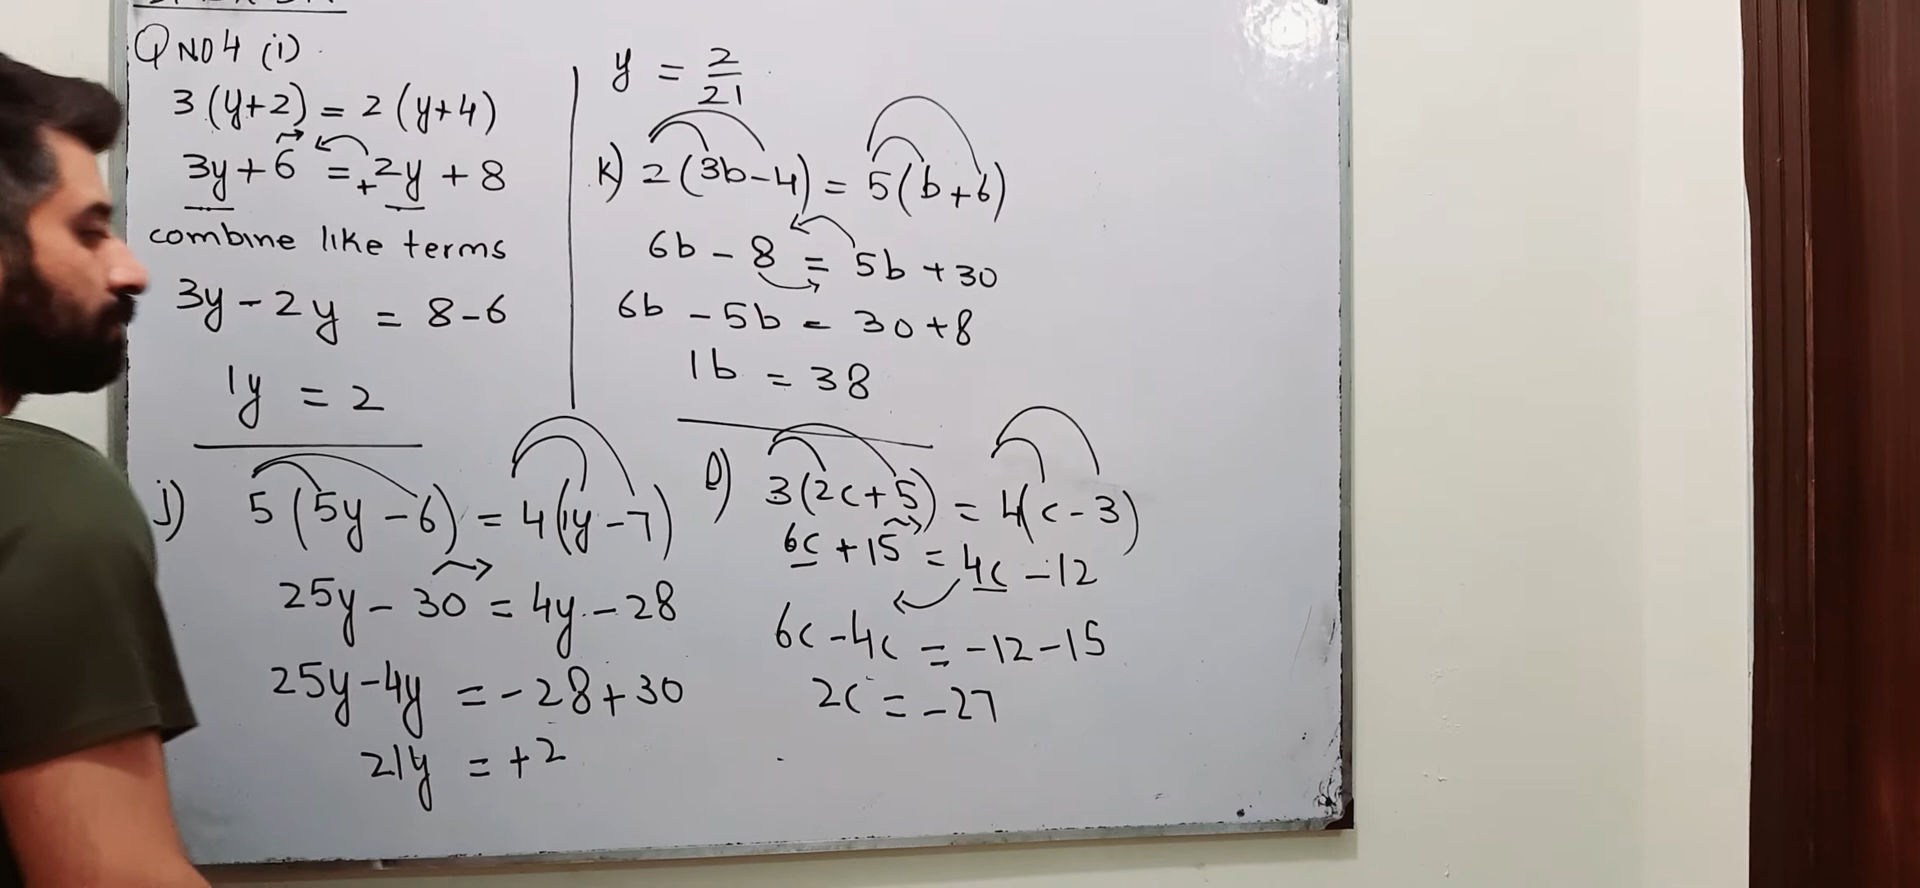 Q NO 4 (i)
3(y+2) = 2(y+4)
3y+6 = +2y + 8
combine like terms
3y - 2y = 8-6
1y = 2
j) 5(5y-6) = 4(1y-7)
25y - 30 = 4y - 28
25y-4y = -28+30
21y = +2
y = 2/21
k) 2(3b-4) = 5(b+6)
6b - 8 = 5b + 30
6b - 5b = 30+8
1b = 38
l) 3(2c+5) = 4(c-3)
6c + 15 = 4c - 12
6c - 4c = -12-15
2c = -27